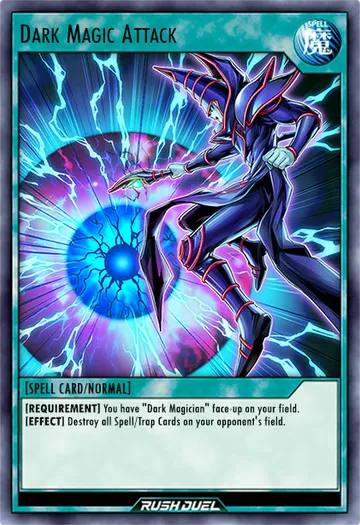 Dark Magic Attack
SPELL
魔
[SPELL CARD/NORMAL]
[REQUIREMENT] You have "Dark Magician" face-up on your field.
[EFFECT] Destroy all Spell/Trap Cards on your opponent's field.
RUSH DUEL